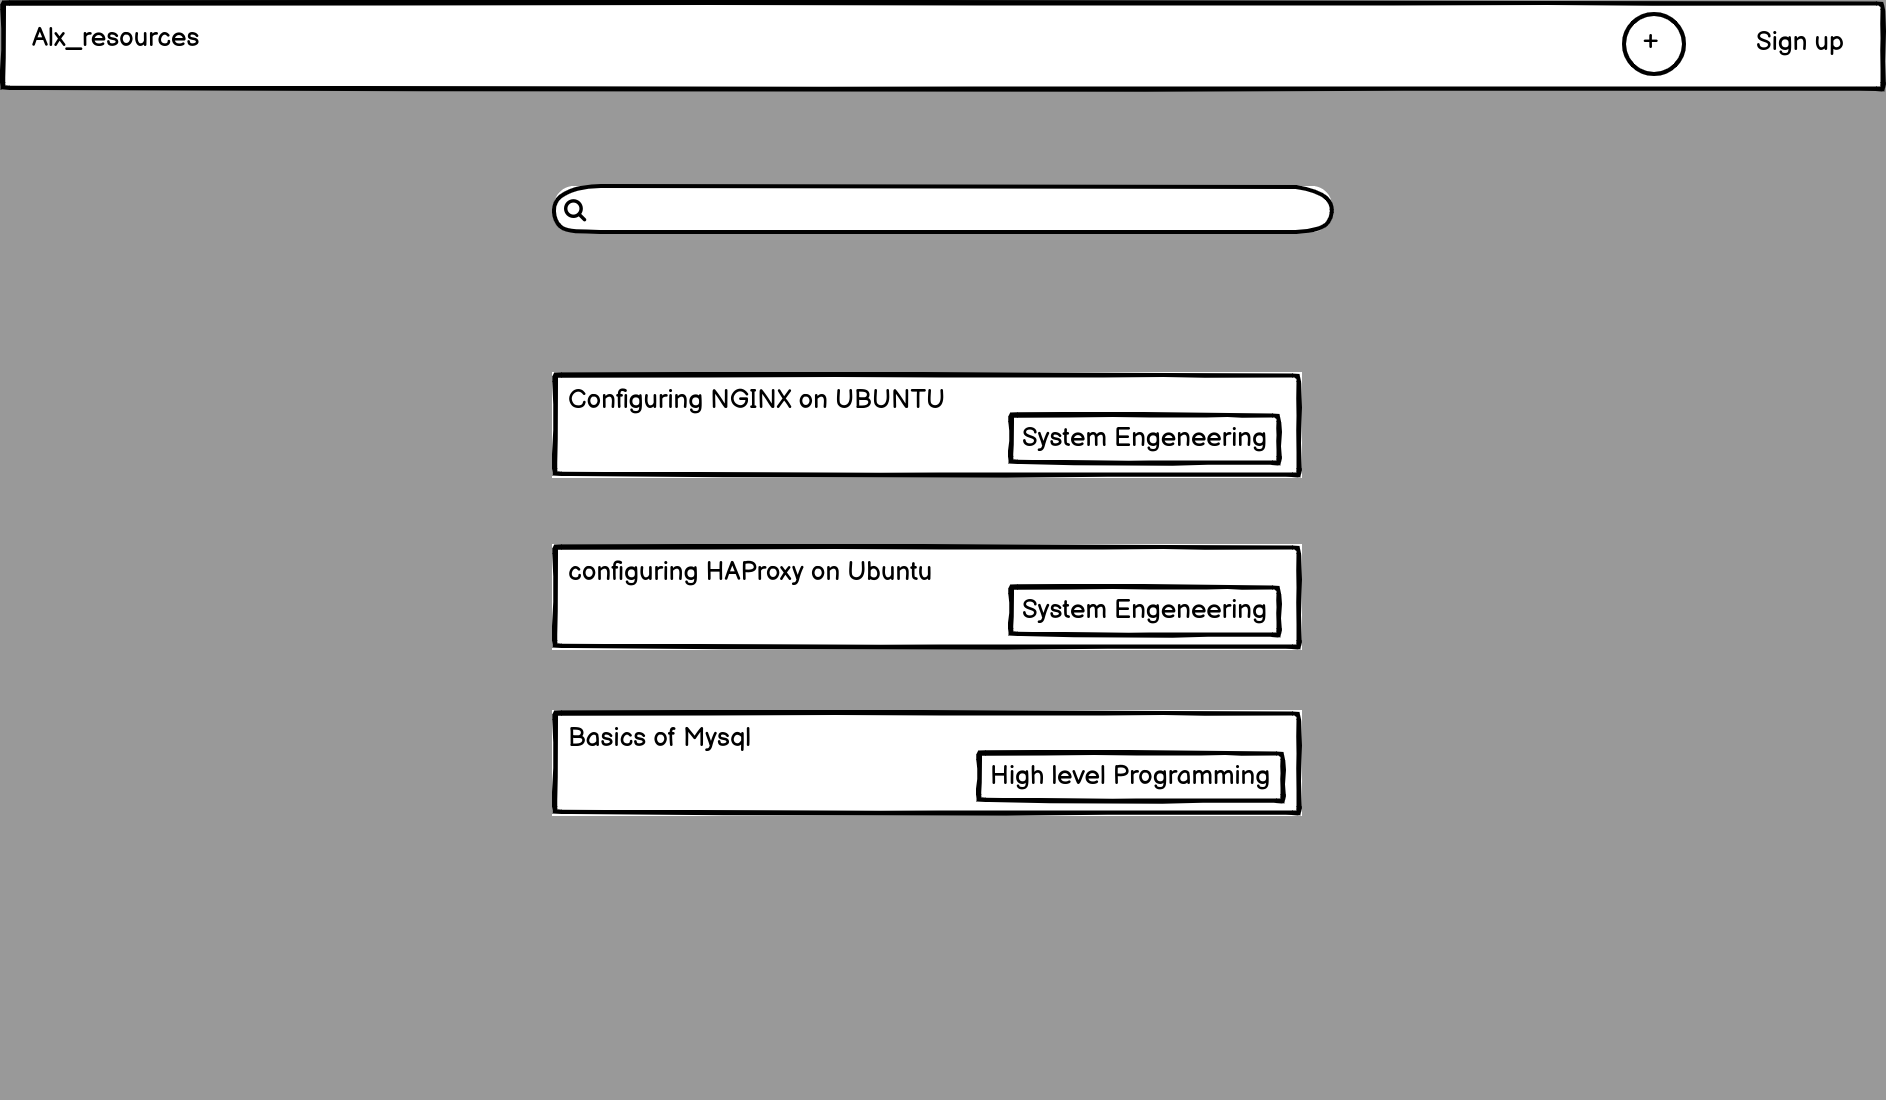 Alx_resources
+
Sign up
Configuring NGINX on UBUNTU
System Engeneering
configuring HAProxy on Ubuntu
System Engeneering
Basics of Mysql
High level Programming